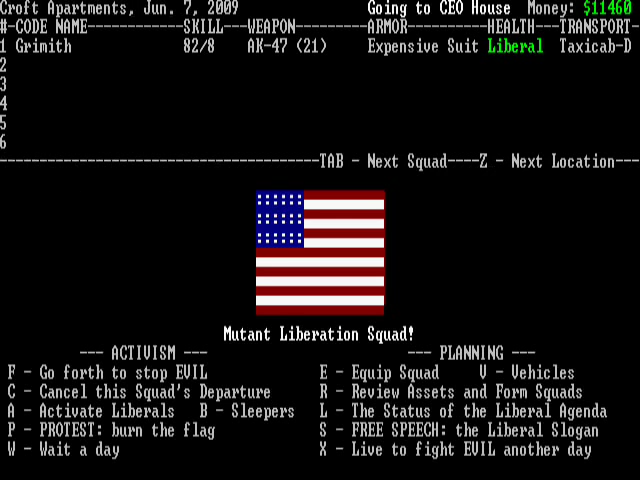 Croft Apartments, Jun. 7, 2009 Going to CEO House Money: $11460
#-CODE NAME------------SKILL---WEAPON---------ARMOR----------HEALTH---TRANSPORT-
1 Grimith 82/8 AK-47 (21) Expensive Suit Liberal Taxicab-D
2
3
4
5
6
----------------------------------------TAB - Next Squad----Z - Next Location---
Mutant Liberation Squad!
--- ACTIVISM --- --- PLANNING ---
F - Go forth to stop EVIL E - Equip Squad V - Vehicles
C - Cancel this Squad's Departure R - Review Assets and Form Squads
A - Activate Liberals B - Sleepers L - The Status of the Liberal Agenda
P - PROTEST: burn the flag S - FREE SPEECH: the Liberal Slogan
W - Wait a day X - Live to fight EVIL another day